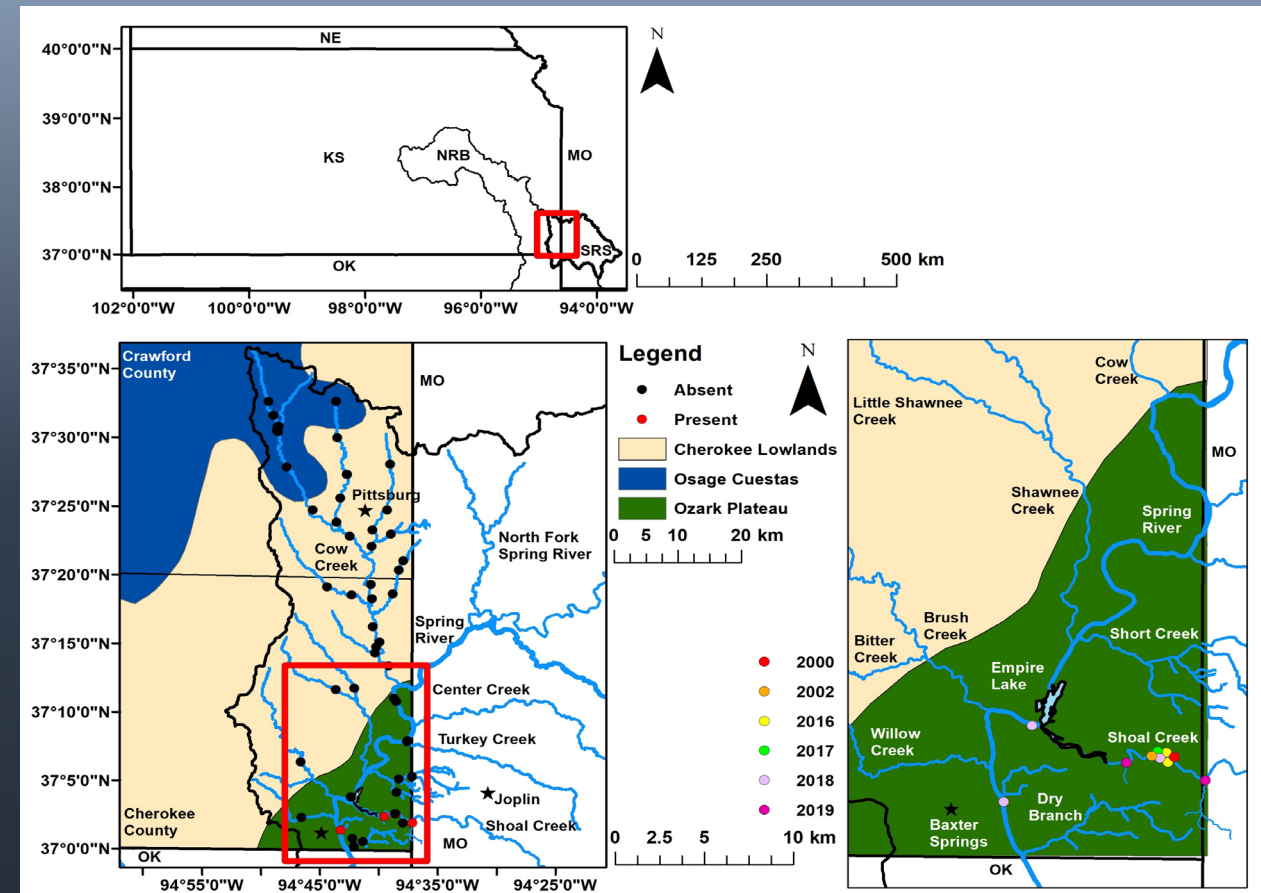 N
NE
40°0'0"N
39°0'0"N
KS
NRB
MO
38°0'0"N
37°0'0"N
SRS
OK
0 125 250 500 km
102°0'0"W 100°0'0"W 98°0'0"W 96°0'0"W 94°0'0"W
Crawford
County
37°35'0"N
MO
37°30'0"N
37°25'0"N
Pittsburg
Cow
Creek
North Fork
Spring River
37°20'0"N
37°15'0"N
Spring
River
37°10'0"N
Center Creek
Turkey Creek
37°5'0"N
Joplin
Cherokee
County
Shoal Creek
37°0'0"N
OK
MO
94°55'0"W 94°45'0"W 94°35'0"W 94°25'0"W
Legend
Absent
Present
Cherokee Lowlands
Osage Cuestas
Ozark Plateau
0 5 10 20 km
N
2000
2002
2016
2017
2018
2019
0 2.5 5 10 km
Cow
Creek
Little Shawnee
Creek
MO
Shawnee
Creek
Spring
River
Brush
Creek
Bitter
Creek
Short Creek
Empire
Lake
Willow
Creek
Shoal Creek
Dry
Branch
Baxter
Springs
OK